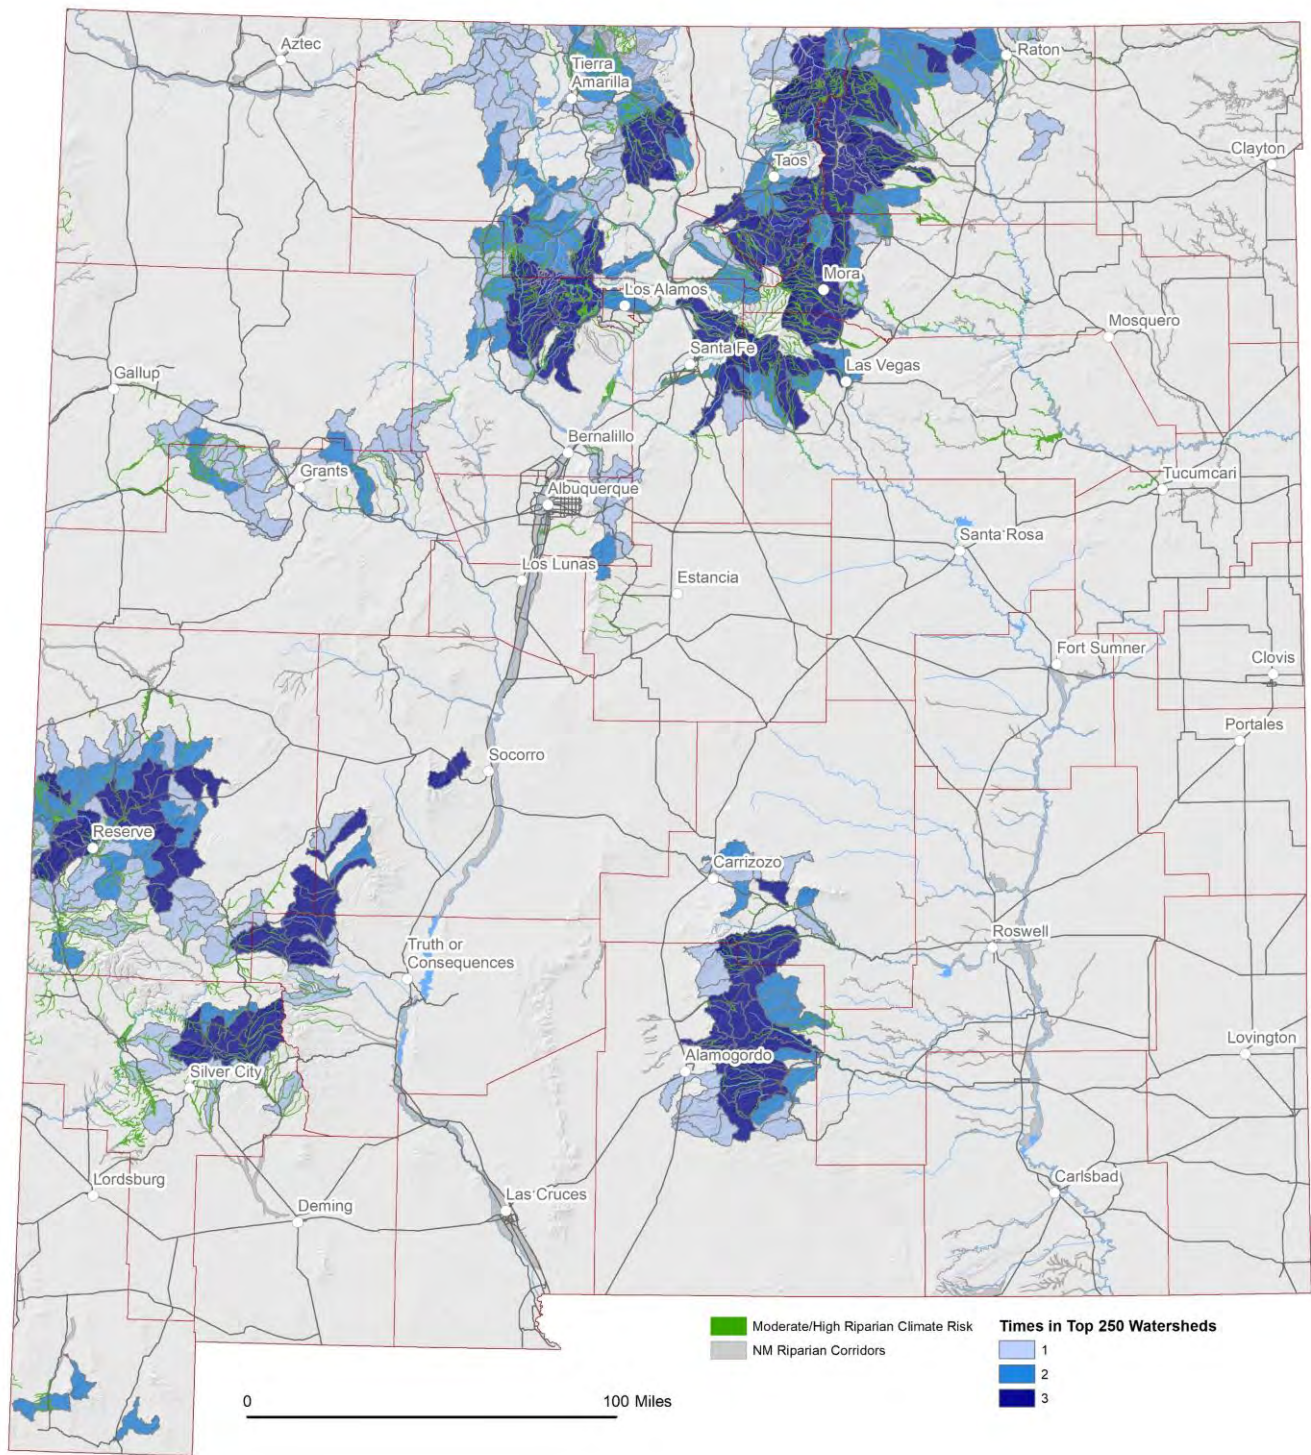 Aztec
Raton
Tierra
Amarilla
Clayton
Taos
Mora
Los Alamos
Mosquero
Santa Fe
Las Vegas
Gallup
Bernalillo
Grants
Tucumcari
Albuquerque
Santa Rosa
Los Lunas
Estancia
Fort Sumner
Clovis
Portales
Socorro
Reserve
Carrizozo
Roswell
Truth or
Consequences
Lovington
Alamogordo
Silver City
Carlsbad
Lordsburg
Las Cruces
Deming
Moderate/High Riparian Climate Risk
NM Riparian Corridors
Times in Top 250 Watersheds
1
2
3
0
100 Miles